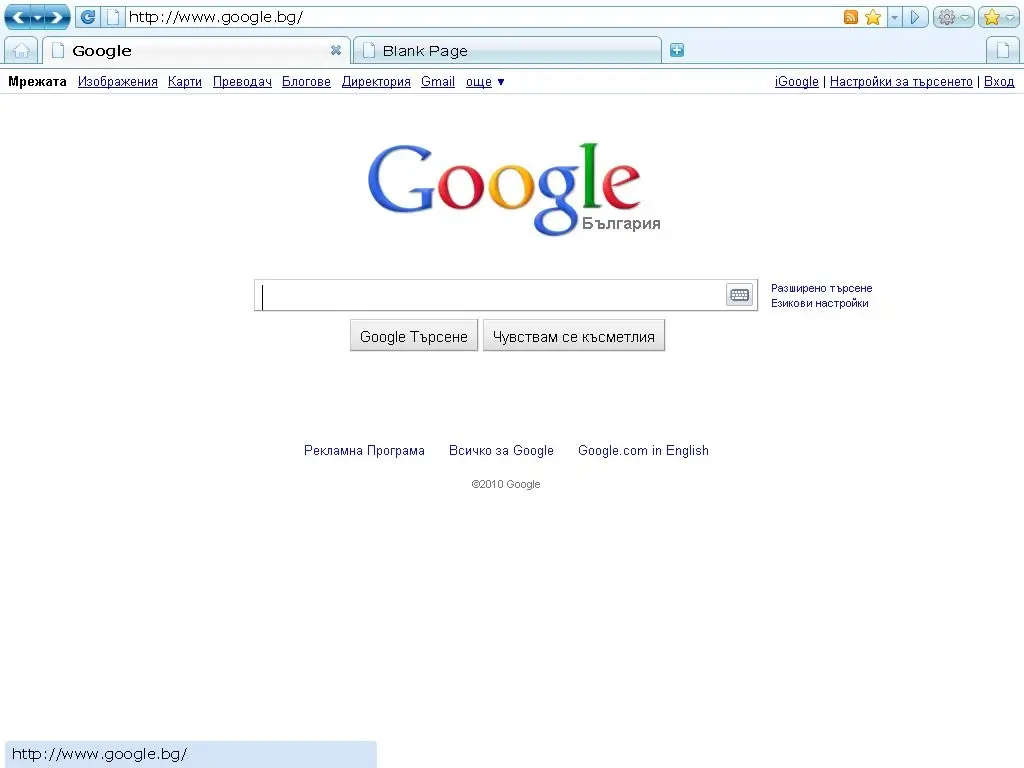 http://www.google.bg/
Google
Blank Page
Мрежата Изображения Карти Преводач Блогове Директория Gmail още ▼
iGoogle | Настройки за търсенето | Вход
Google
България
Разширено търсене
Езикови настройки
Google Търсене
Чувствам се късметлия
Рекламна Програма Всичко за Google Google.com in English
©2010 Google
http://www.google.bg/